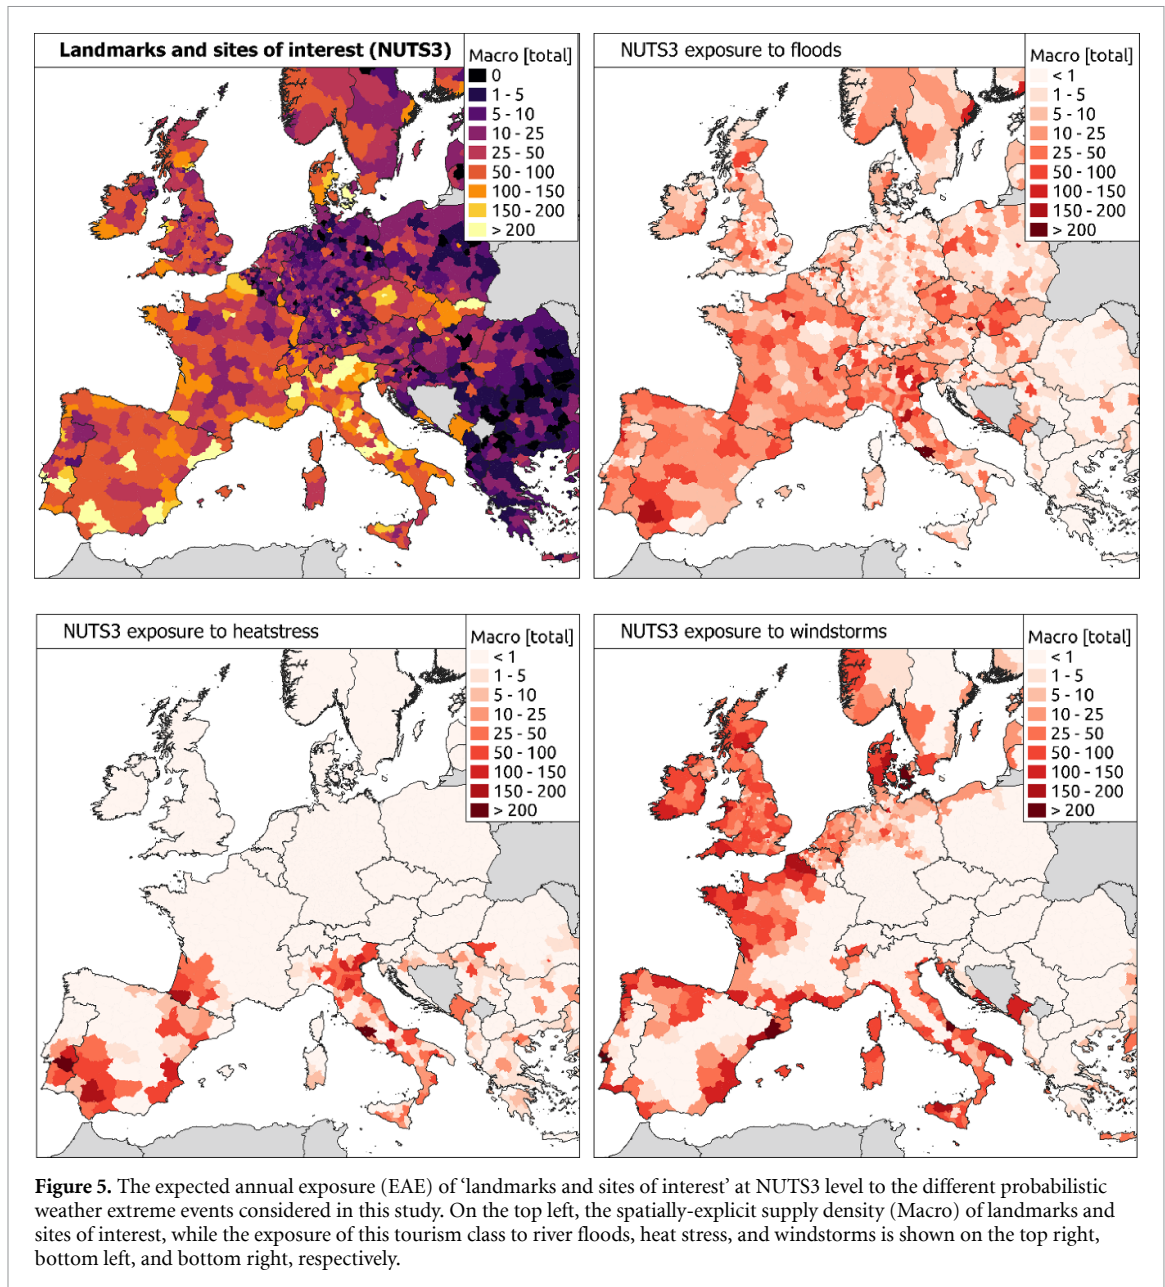 Landmarks and sites of interest (NUTS3)
Macro [total]
0
1 - 5
5 - 10
10 - 25
25 - 50
50 - 100
100 - 150
150 - 200
> 200
NUTS3 exposure to floods
Macro [total]
< 1
1 - 5
5 - 10
10 - 25
25 - 50
50 - 100
100 - 150
150 - 200
> 200
NUTS3 exposure to heatstress
Macro [total]
< 1
1 - 5
5 - 10
10 - 25
25 - 50
50 - 100
100 - 150
150 - 200
> 200
NUTS3 exposure to windstorms
Macro [total]
< 1
1 - 5
5 - 10
10 - 25
25 - 50
50 - 100
100 - 150
150 - 200
> 200
Figure 5. The expected annual exposure (EAE) of ‘landmarks and sites of interest’ at NUTS3 level to the different probabilistic
weather extreme events considered in this study. On the top left, the spatially-explicit supply density (Macro) of landmarks and
sites of interest, while the exposure of this tourism class to river floods, heat stress, and windstorms is shown on the top right,
bottom left, and bottom right, respectively.